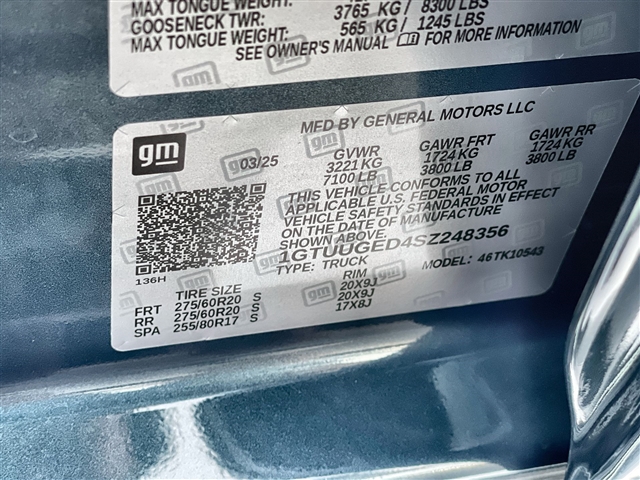 MAX TONGUE WEIGHT:
3765 KG / 8300 LBS
GOOSENECK TWR:
565 KG / 1245 LBS
MAX TONGUE WEIGHT:
SEE OWNER'S MANUAL FOR MORE INFORMATION
gm
MFD BY GENERAL MOTORS LLC
03/25
GVWR GAWR FRT GAWR RR
3221 KG 1724 KG 1724 KG
7100 LB 3800 LB 3800 LB
THIS VEHICLE CONFORMS TO ALL
APPLICABLE U.S. FEDERAL MOTOR
VEHICLE SAFETY STANDARDS IN EFFECT
ON THE DATE OF MANUFACTURE
SHOWN ABOVE.
1GTUUGED4SZ248356
TYPE: TRUCK MODEL: 46TK10543
136H
TIRE SIZE RIM
FRT 275/60R20 S 20X9J
RR 275/60R20 S 20X9J
SPA 255/80R17 S 17X8J